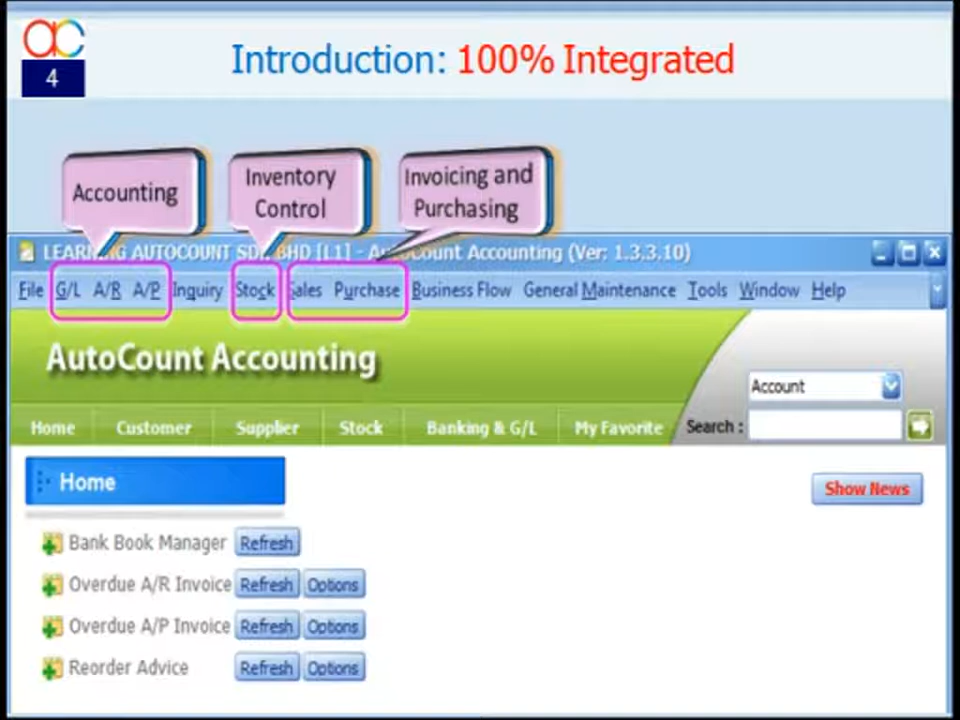 ac
4
Introduction: 100% Integrated
Accounting
Inventory
Control
Invoicing and
Purchasing
LEARNING AUTOCOUNT SDN BHD [L1] - AutoCount Accounting (Ver: 1.3.3.10)
File G/L A/R A/P Inquiry Stock Sales Purchase Business Flow General Maintenance Tools Window Help
AutoCount Accounting
Account
Home Customer Supplier Stock Banking & G/L My Favorite Search :
Home
Show News
Bank Book Manager Refresh
Overdue A/R Invoice Refresh Options
Overdue A/P Invoice Refresh Options
Reorder Advice Refresh Options